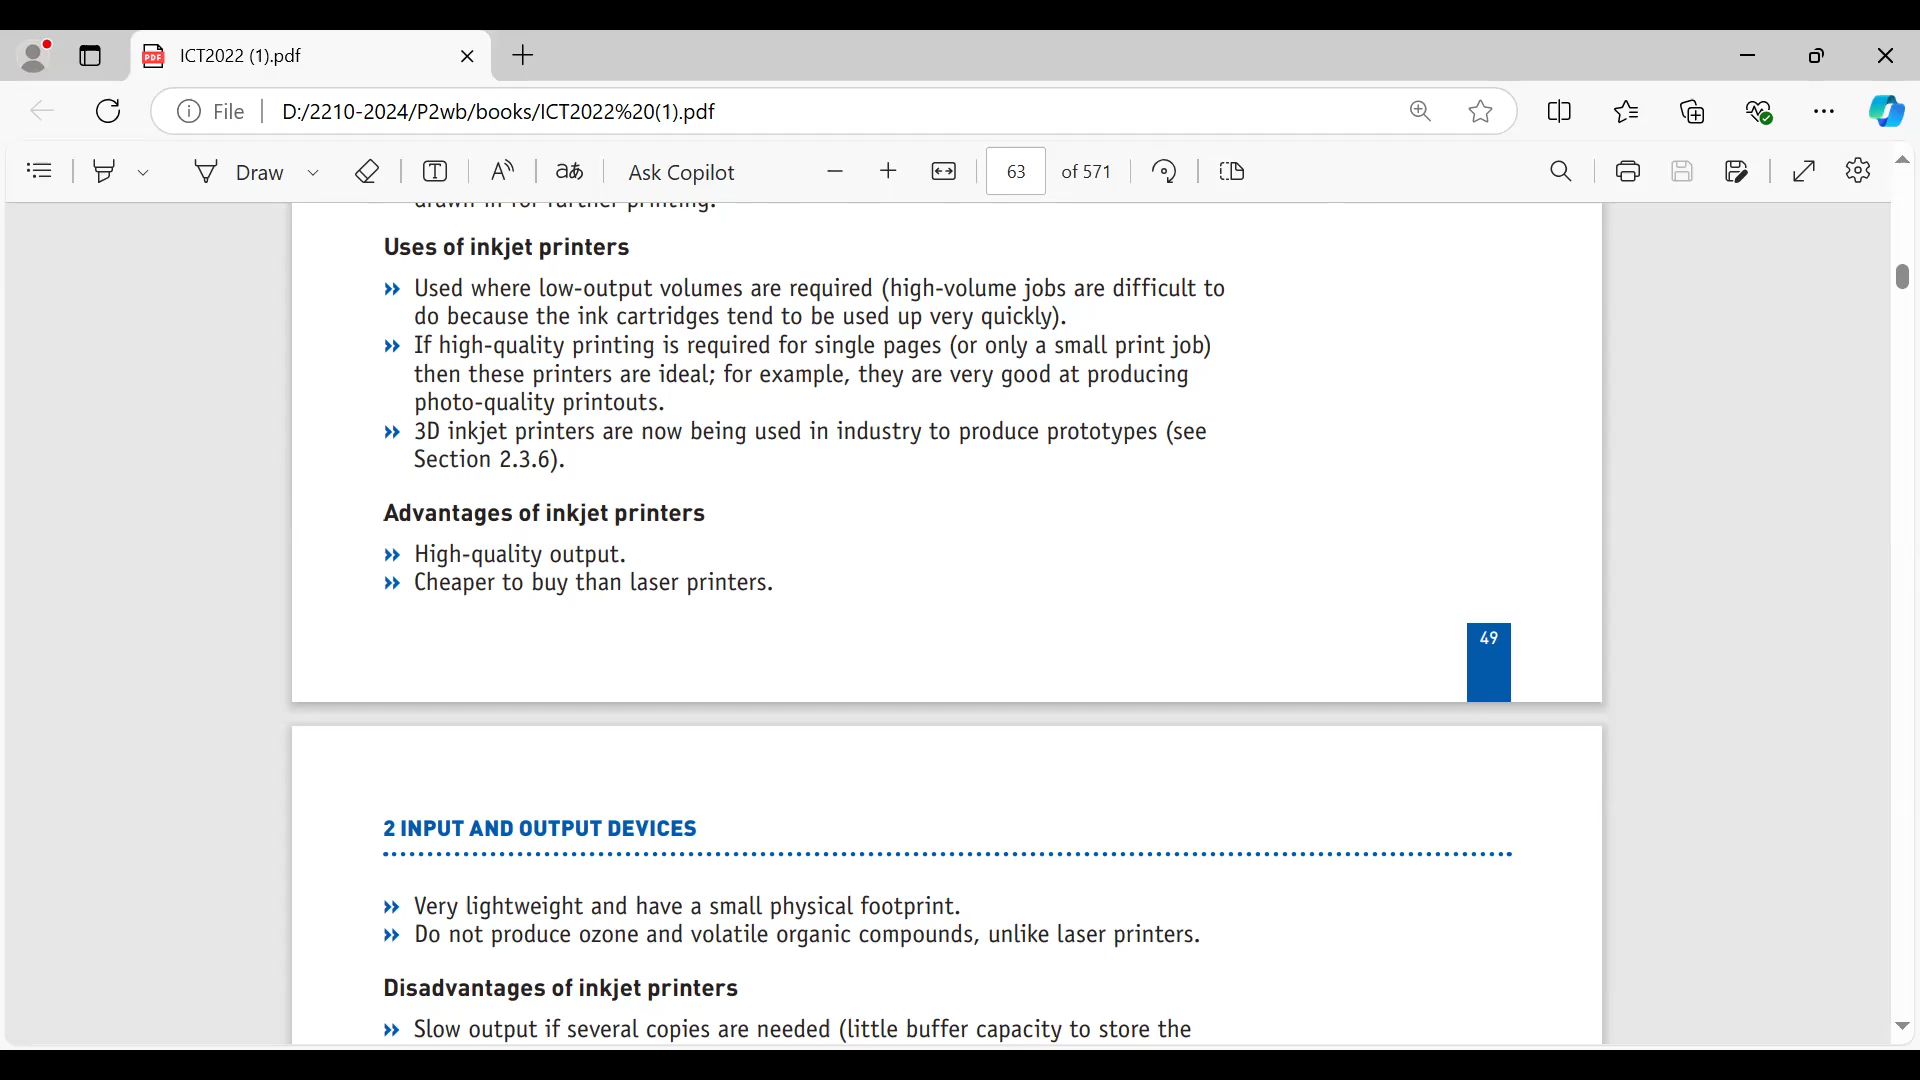 ICT2022 (1).pdf
File
D:/2210-2024/P2wb/books/ICT2022%20(1).pdf
Draw
T
aあ
Ask Copilot
63
of 571
drawn in for further printing.
Uses of inkjet printers
» Used where low-output volumes are required (high-volume jobs are difficult to
do because the ink cartridges tend to be used up very quickly).
» If high-quality printing is required for single pages (or only a small print job)
then these printers are ideal; for example, they are very good at producing
photo-quality printouts.
» 3D inkjet printers are now being used in industry to produce prototypes (see
Section 2.3.6).
Advantages of inkjet printers
» High-quality output.
» Cheaper to buy than laser printers.
49
2 INPUT AND OUTPUT DEVICES
» Very lightweight and have a small physical footprint.
» Do not produce ozone and volatile organic compounds, unlike laser printers.
Disadvantages of inkjet printers
» Slow output if several copies are needed (little buffer capacity to store the